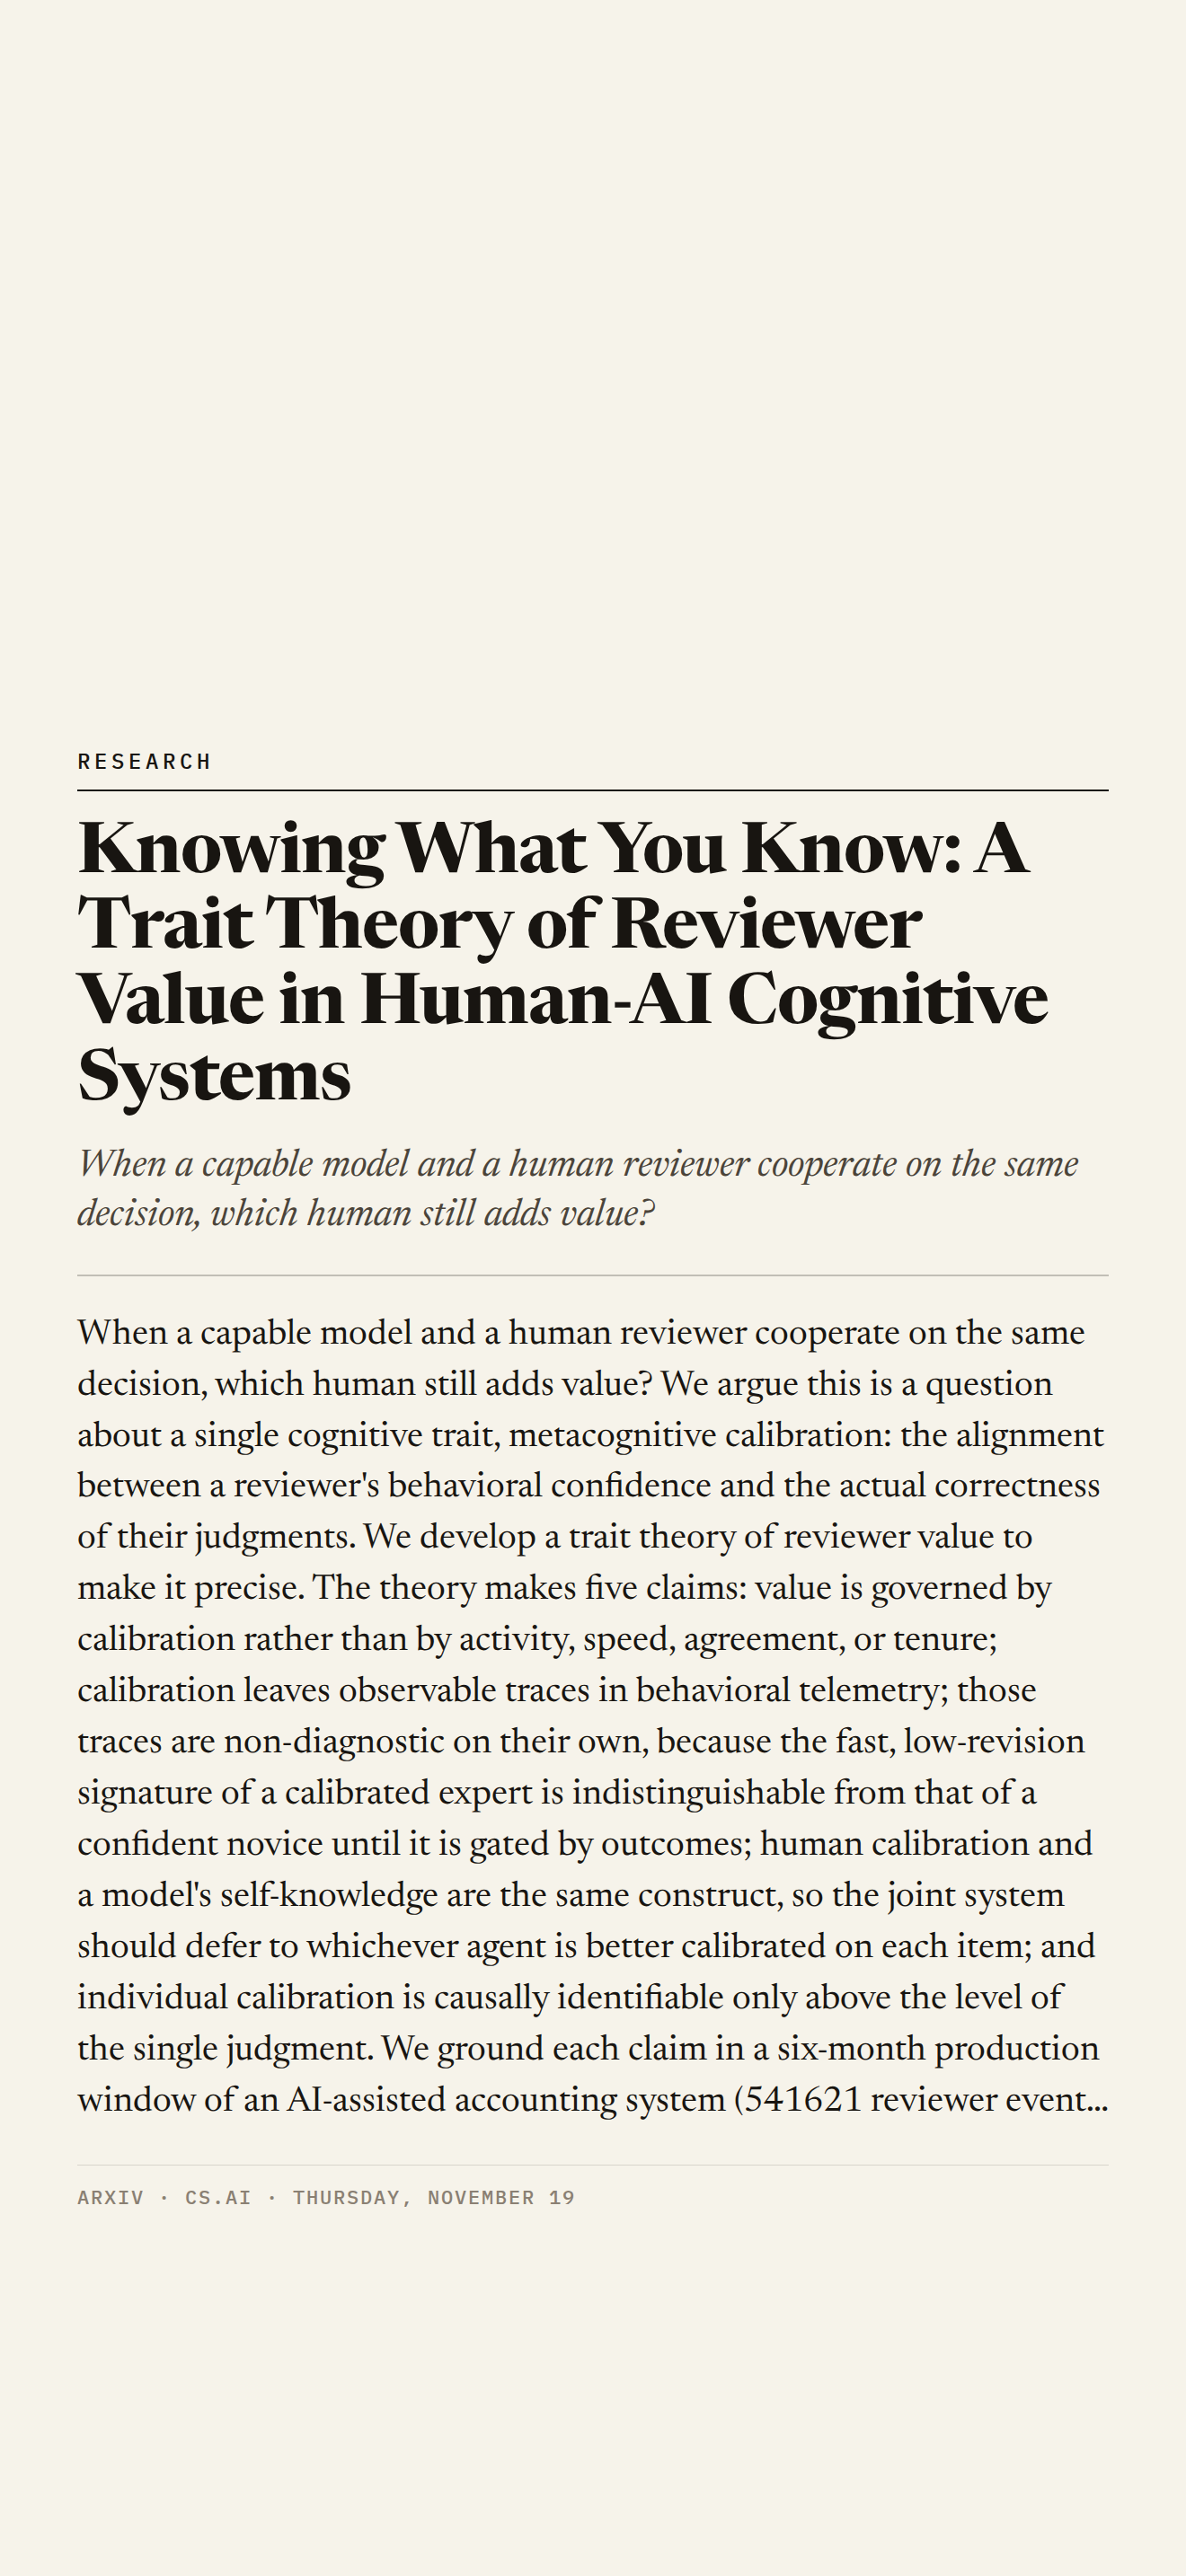 RESEARCH
Knowing What You Know: A
Trait Theory of Reviewer
Value in Human-AI Cognitive
Systems
When a capable model and a human reviewer cooperate on the same
decision, which human still adds value?
When a capable model and a human reviewer cooperate on the same
decision, which human still adds value? We argue this is a question
about a single cognitive trait, metacognitive calibration: the alignment
between a reviewer's behavioral confidence and the actual correctness
of their judgments. We develop a trait theory of reviewer value to
make it precise. The theory makes five claims: value is governed by
calibration rather than by activity, speed, agreement, or tenure;
calibration leaves observable traces in behavioral telemetry; those
traces are non-diagnostic on their own, because the fast, low-revision
signature of a calibrated expert is indistinguishable from that of a
confident novice until it is gated by outcomes; human calibration and
a model's self-knowledge are the same construct, so the joint system
should defer to whichever agent is better calibrated on each item; and
individual calibration is causally identifiable only above the level of
the single judgment. We ground each claim in a six-month production
window of an AI-assisted accounting system (541621 reviewer event...
ARXIV · CS.AI · THURSDAY, NOVEMBER 19